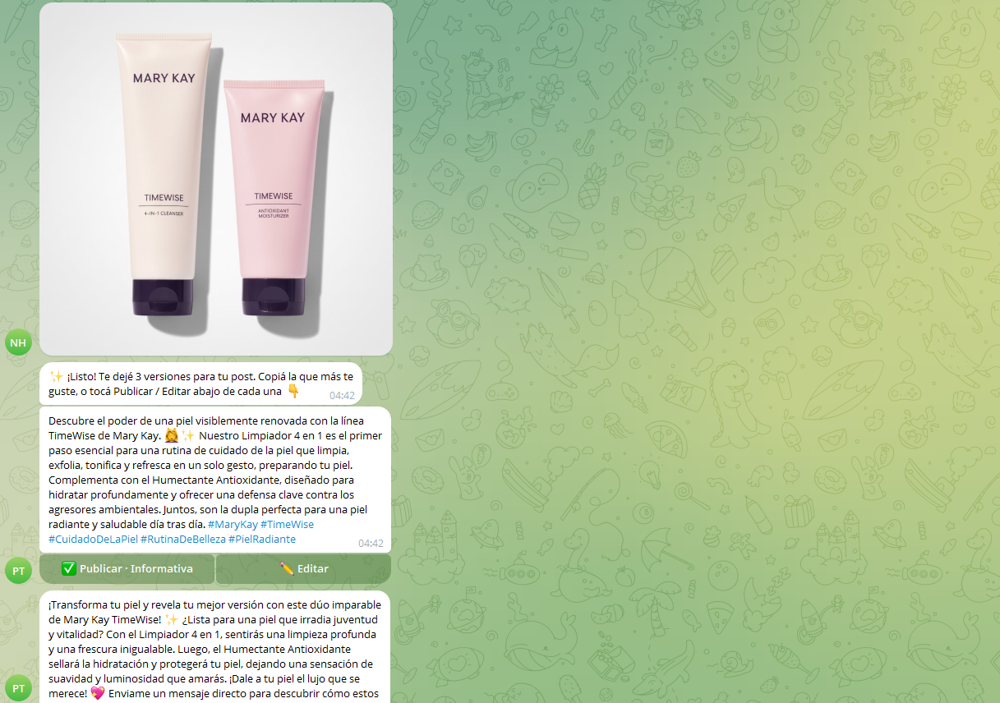 MARY KAY
TIMEWISE
4-IN-1 CLEANSER
MARY KAY
TIMEWISE
ANTIOXIDANT
MOISTURIZER
NH
✨ ¡Listo! Te dejé 3 versiones para tu post. Copiá la que más te
guste, o tocá Publicar / Editar abajo de cada una 👇
04:42
Descubre el poder de una piel visiblemente renovada con la línea
TimeWise de Mary Kay. 💆‍♀️✨ Nuestro Limpiador 4 en 1 es el primer
paso esencial para una rutina de cuidado de la piel que limpia,
exfolia, tonifica y refresca en un solo gesto, preparando tu piel.
Complementa con el Humectante Antioxidante, diseñado para
hidratar profundamente y ofrecer una defensa clave contra los
agresores ambientales. Juntos, son la dupla perfecta para una piel
radiante y saludable día tras día. #MaryKay #TimeWise
#CuidadoDeLaPiel #RutinaDeBelleza #PielRadiante
04:42
PT
✅ Publicar · Informativa
✏️ Editar
¡Transforma tu piel y revela tu mejor versión con este dúo imparable
de Mary Kay TimeWise! ✨ ¿Lista para una piel que irradia juventud
y vitalidad? Con el Limpiador 4 en 1, sentirás una limpieza profunda
y una frescura inigualable. Luego, el Humectante Antioxidante
sellará la hidratación y protegerá tu piel, dejando una sensación de
suavidad y luminosidad que amarás. ¡Dale a tu piel el lujo que se
merece! 💖 Enviame un mensaje directo para descubrir cómo estos
PT